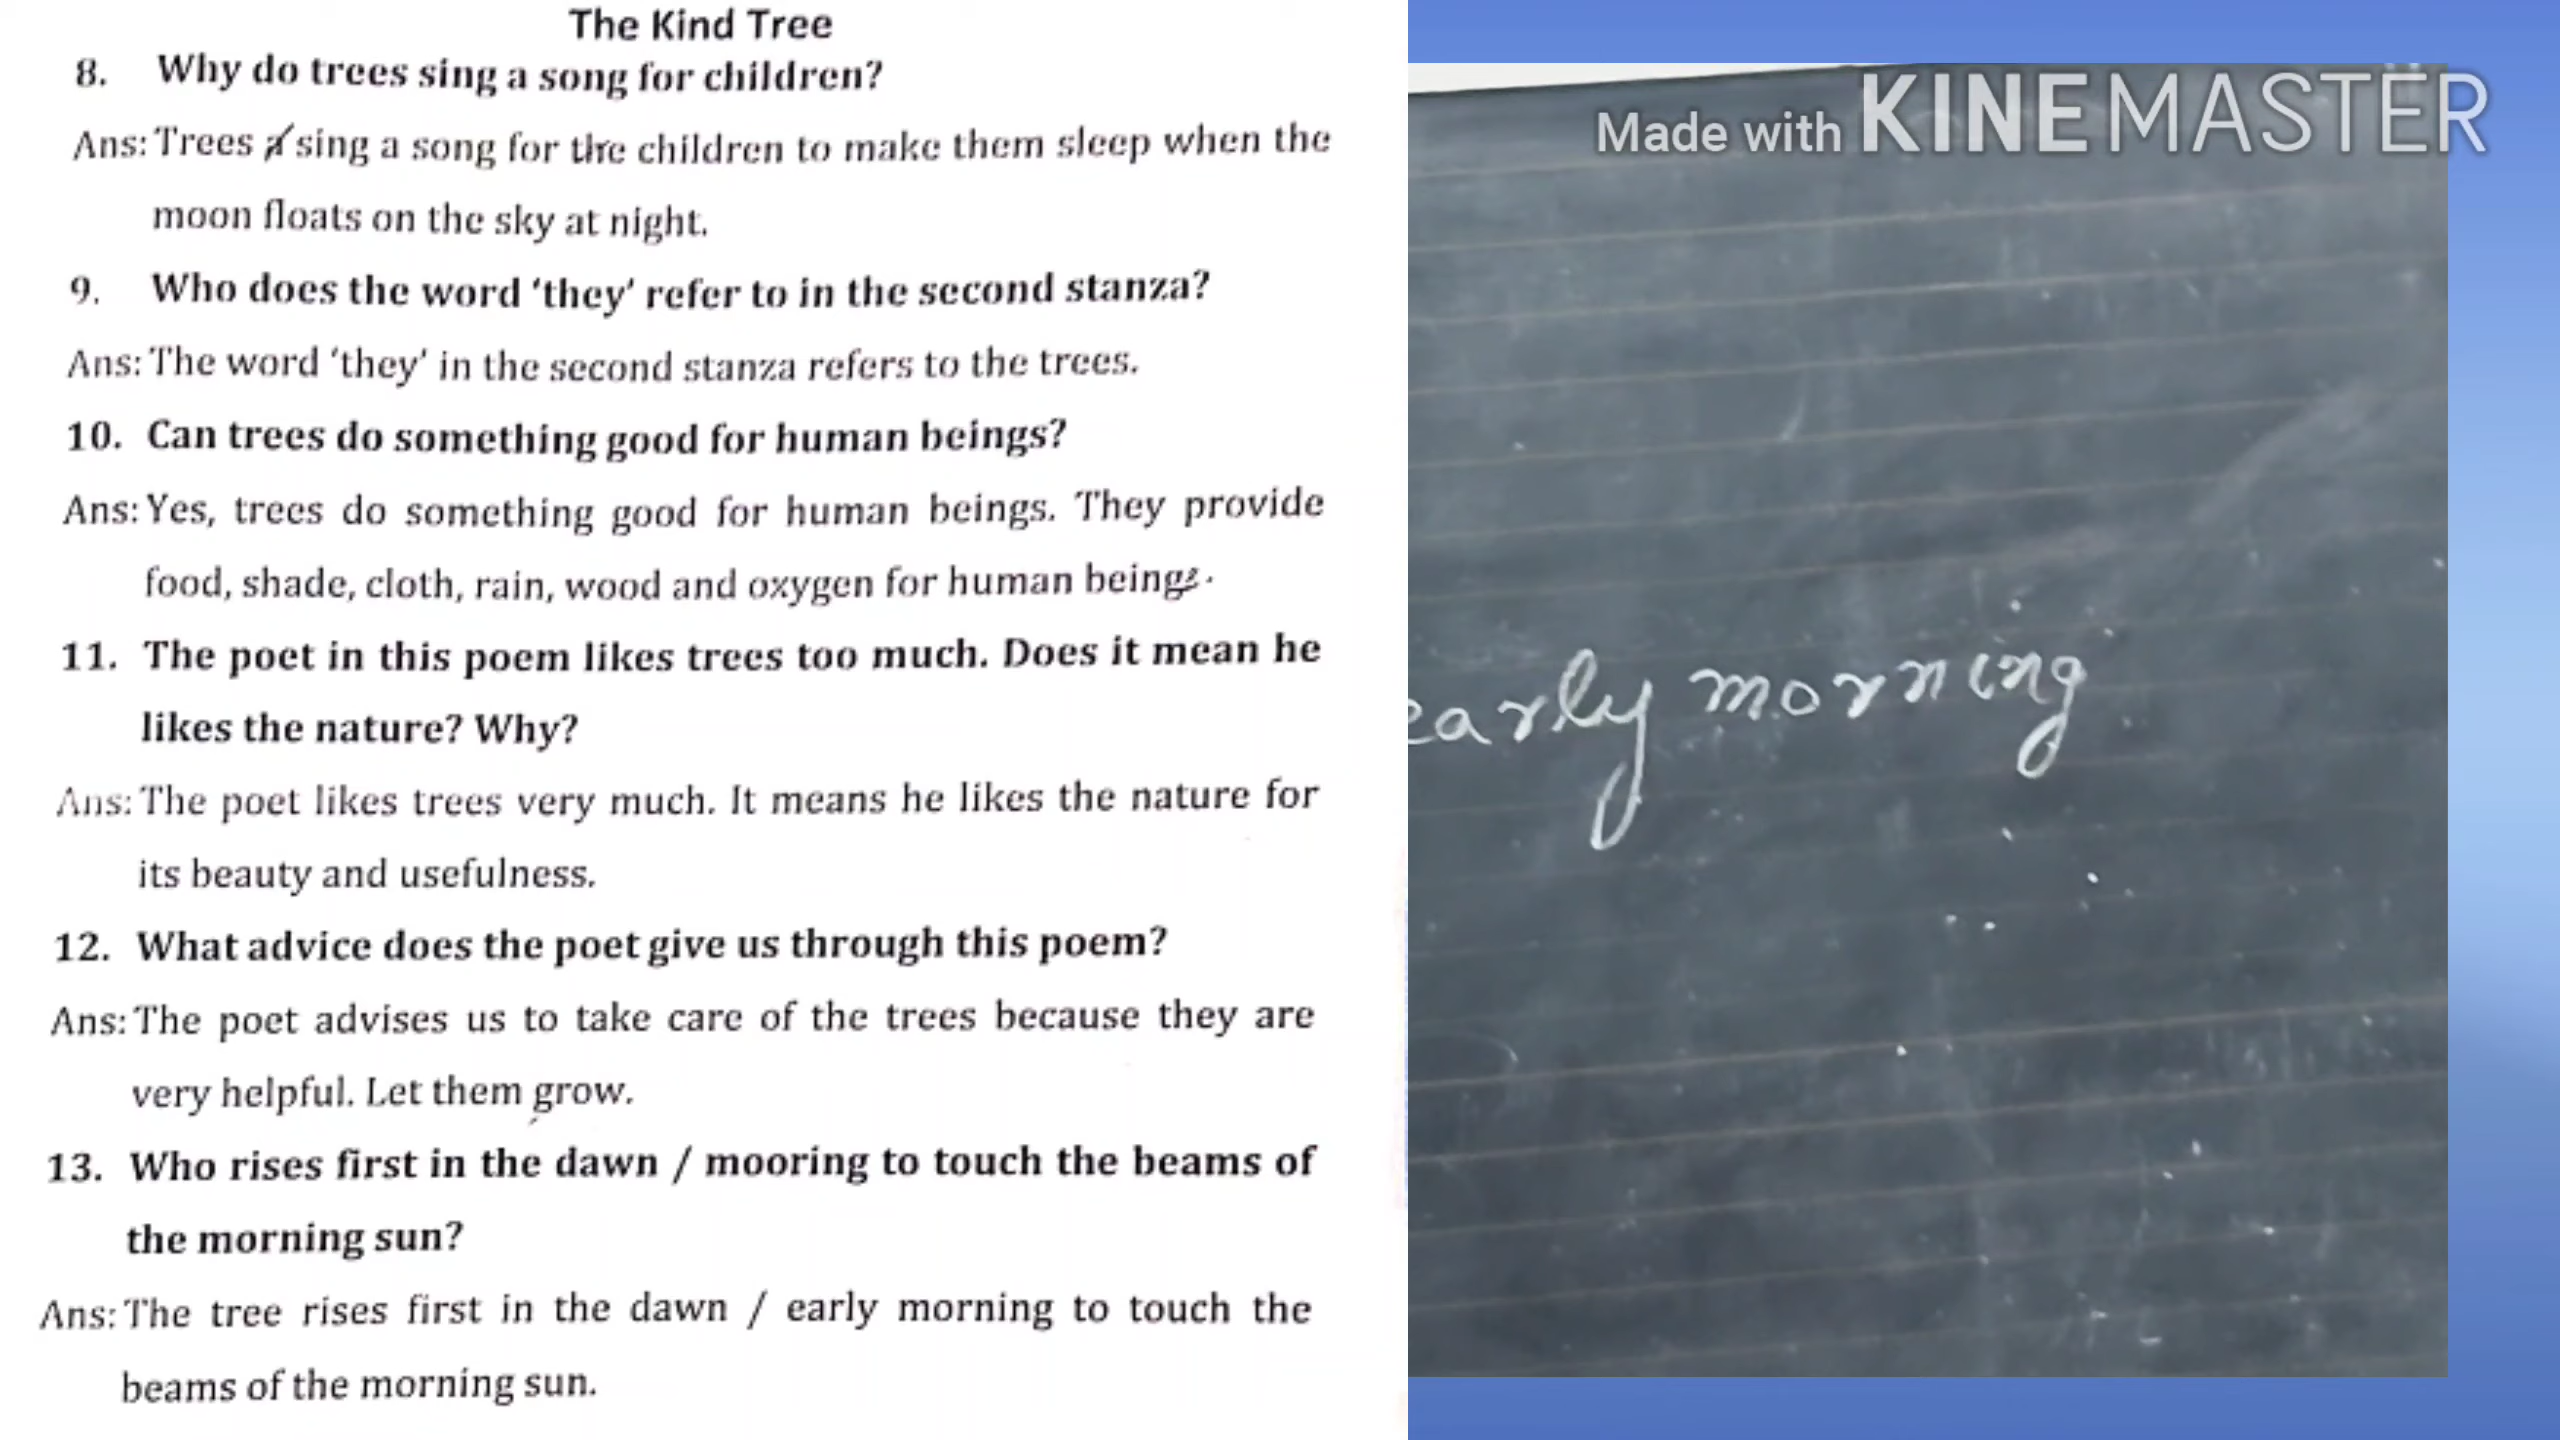 The Kind Tree
8. Why do trees sing a song for children?
Ans: Trees sing a song for the children to make them sleep when the
moon floats on the sky at night.
9. Who does the word ‘they’ refer to in the second stanza?
Ans: The word ‘they’ in the second stanza refers to the trees.
10. Can trees do something good for human beings?
Ans: Yes, trees do something good for human beings. They provide
food, shade, cloth, rain, wood and oxygen for human beings.
11. The poet in this poem likes trees too much. Does it mean he
likes the nature? Why?
Ans: The poet likes trees very much. It means he likes the nature for
its beauty and usefulness.
12. What advice does the poet give us through this poem?
Ans: The poet advises us to take care of the trees because they are
very helpful. Let them grow.
13. Who rises first in the dawn / mooring to touch the beams of
the morning sun?
Ans: The tree rises first in the dawn / early morning to touch the
beams of the morning sun.
Made with KINEMASTER
early morning